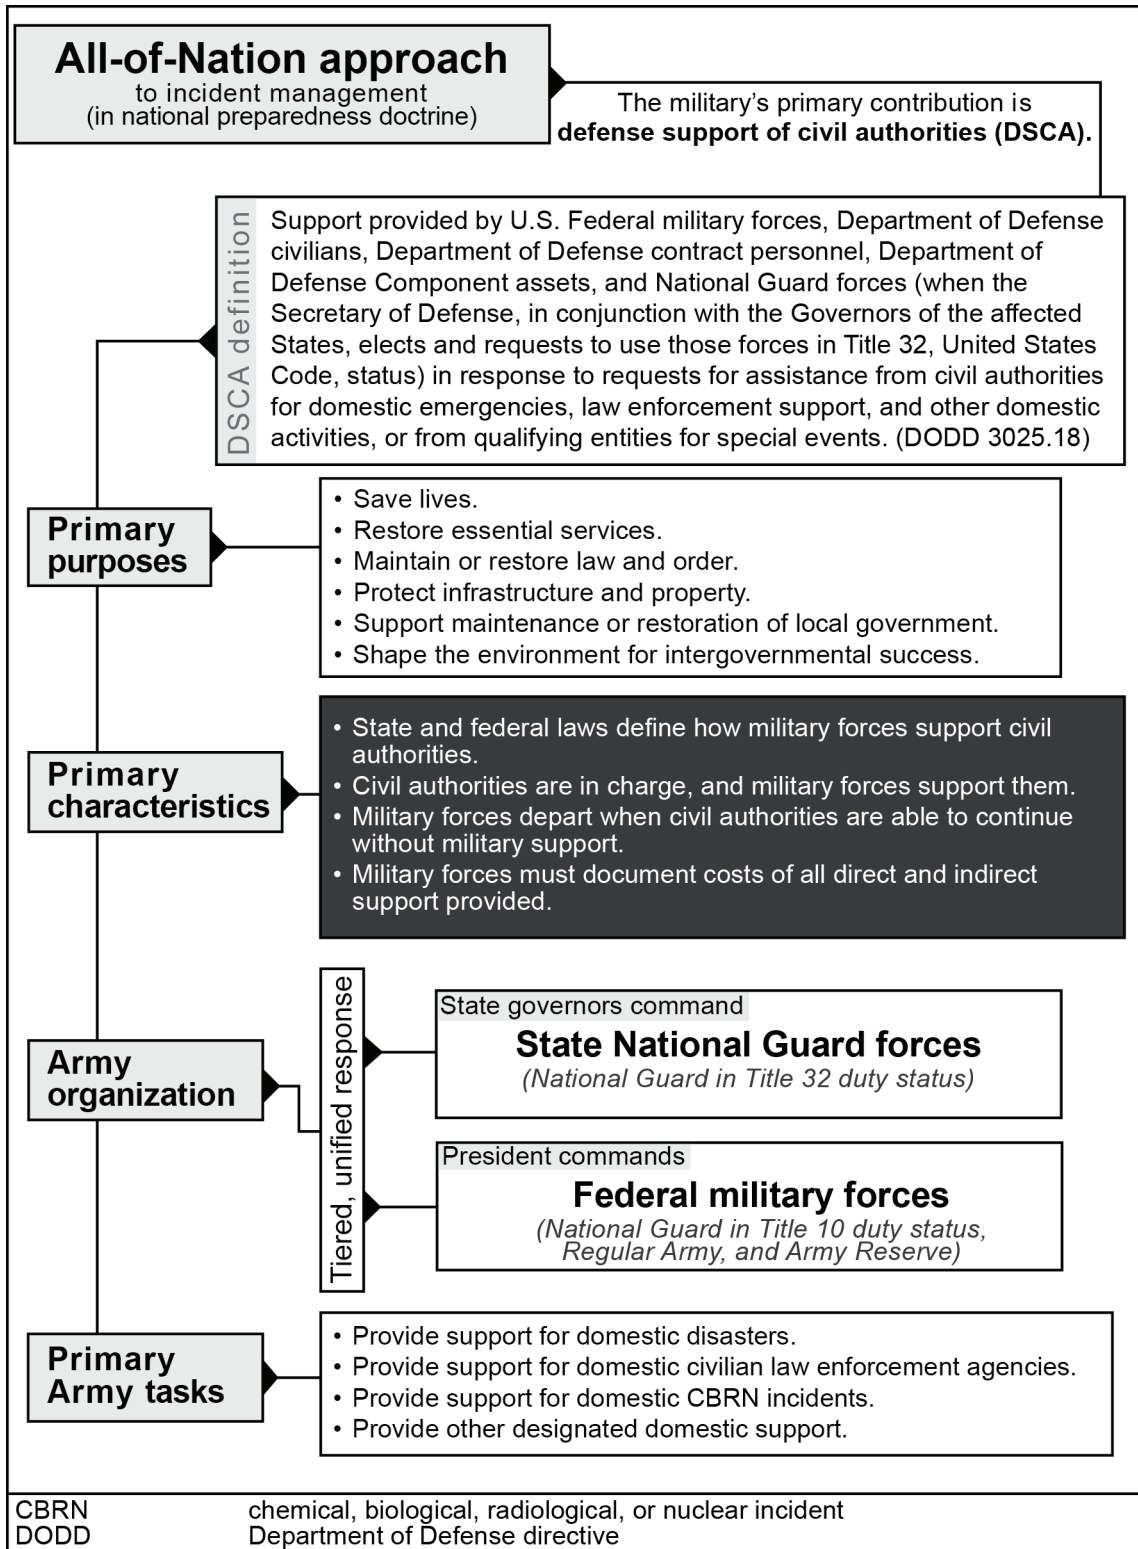 All-of-Nation approach
to incident management
(in national preparedness doctrine)
The military’s primary contribution is
defense support of civil authorities (DSCA).
DSCA definition
Support provided by U.S. Federal military forces, Department of Defense
civilians, Department of Defense contract personnel, Department of
Defense Component assets, and National Guard forces (when the
Secretary of Defense, in conjunction with the Governors of the affected
States, elects and requests to use those forces in Title 32, United States
Code, status) in response to requests for assistance from civil authorities
for domestic emergencies, law enforcement support, and other domestic
activities, or from qualifying entities for special events. (DODD 3025.18)
Primary
purposes
• Save lives.
• Restore essential services.
• Maintain or restore law and order.
• Protect infrastructure and property.
• Support maintenance or restoration of local government.
• Shape the environment for intergovernmental success.
Primary
characteristics
• State and federal laws define how military forces support civil
authorities.
• Civil authorities are in charge, and military forces support them.
• Military forces depart when civil authorities are able to continue
without military support.
• Military forces must document costs of all direct and indirect
support provided.
Army
organization
Tiered, unified response
State governors command
State National Guard forces
(National Guard in Title 32 duty status)
President commands
Federal military forces
(National Guard in Title 10 duty status,
Regular Army, and Army Reserve)
Primary
Army tasks
• Provide support for domestic disasters.
• Provide support for domestic civilian law enforcement agencies.
• Provide support for domestic CBRN incidents.
• Provide other designated domestic support.
CBRN chemical, biological, radiological, or nuclear incident
DODD Department of Defense directive